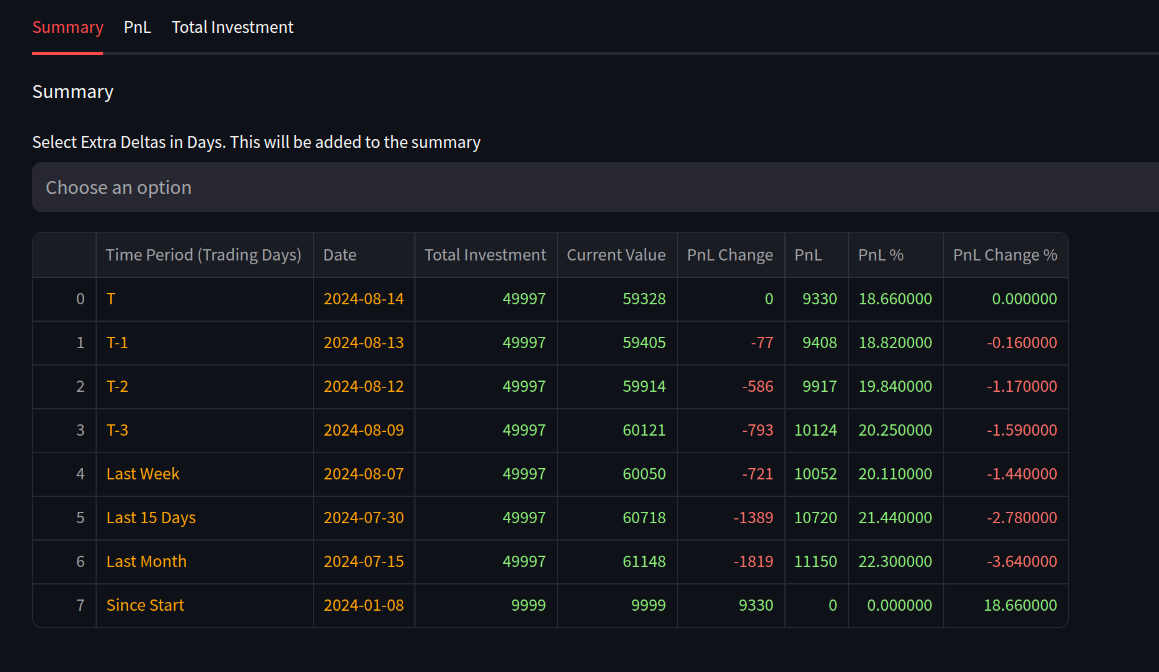 Summary PnL Total Investment
Summary
Select Extra Deltas in Days. This will be added to the summary
Choose an option
Time Period (Trading Days) Date Total Investment Current Value PnL Change PnL PnL % PnL Change %
0 T 2024-08-14 49997 59328 0 9330 18.660000 0.000000
1 T-1 2024-08-13 49997 59405 -77 9408 18.820000 -0.160000
2 T-2 2024-08-12 49997 59914 -586 9917 19.840000 -1.170000
3 T-3 2024-08-09 49997 60121 -793 10124 20.250000 -1.590000
4 Last Week 2024-08-07 49997 60050 -721 10052 20.110000 -1.440000
5 Last 15 Days 2024-07-30 49997 60718 -1389 10720 21.440000 -2.780000
6 Last Month 2024-07-15 49997 61148 -1819 11150 22.300000 -3.640000
7 Since Start 2024-01-08 9999 9999 9330 0 0.000000 18.660000